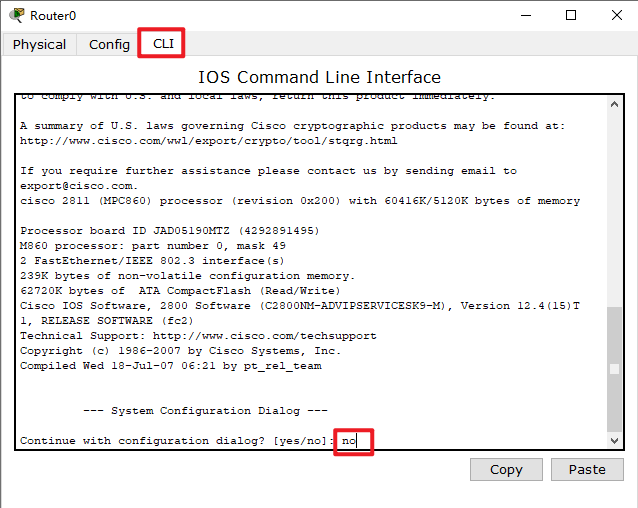 Router0
Physical Config CLI
IOS Command Line Interface
to comply with U.S. and local laws, return this product immediately.
A summary of U.S. laws governing Cisco cryptographic products may be found at:
http://www.cisco.com/wwl/export/crypto/tool/stqrg.html
If you require further assistance please contact us by sending email to
export@cisco.com.
cisco 2811 (MPC860) processor (revision 0x200) with 60416K/5120K bytes of memory
Processor board ID JAD05190MTZ (4292891495)
M860 processor: part number 0, mask 49
2 FastEthernet/IEEE 802.3 interface(s)
239K bytes of non-volatile configuration memory.
62720K bytes of ATA CompactFlash (Read/Write)
Cisco IOS Software, 2800 Software (C2800NM-ADVIPSERVICESK9-M), Version 12.4(15)T
1, RELEASE SOFTWARE (fc2)
Technical Support: http://www.cisco.com/techsupport
Copyright (c) 1986-2007 by Cisco Systems, Inc.
Compiled Wed 18-Jul-07 06:21 by pt_rel_team
--- System Configuration Dialog ---
Continue with configuration dialog? [yes/no]: no
Copy Paste